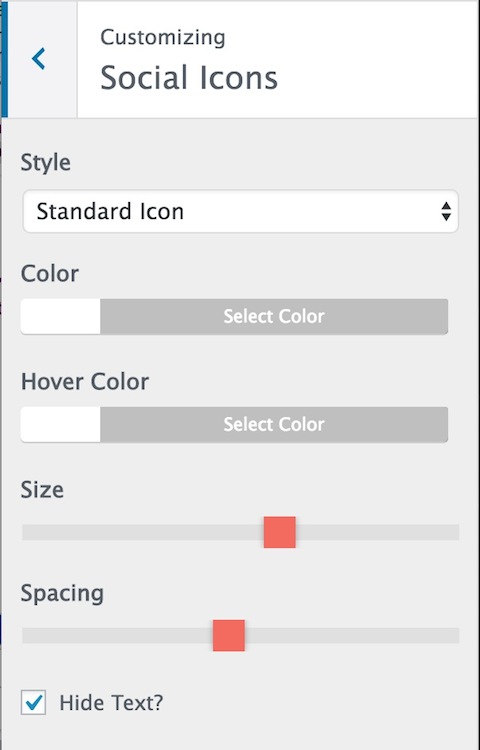 Customizing
Social Icons
Style
Standard Icon
Color
Select Color
Hover Color
Select Color
Size
Spacing
Hide Text?